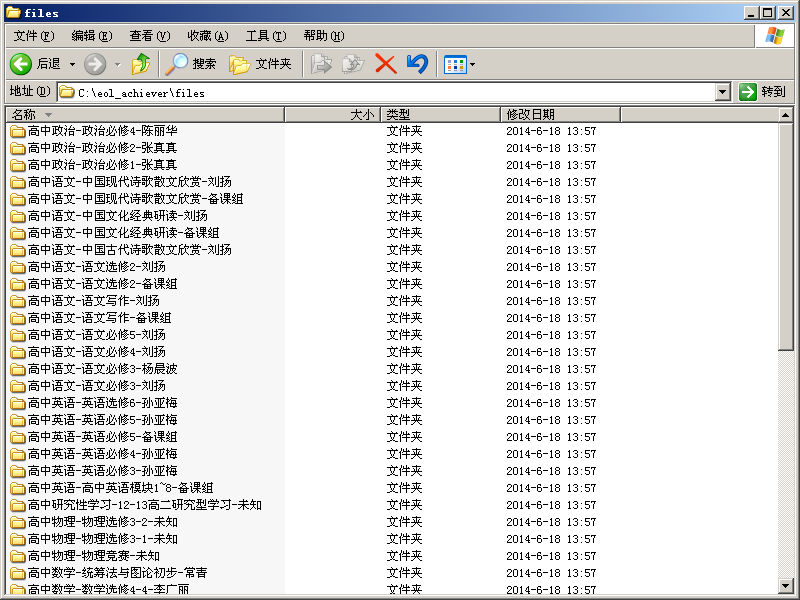 files
文件(F) 编辑(E) 查看(V) 收藏(A) 工具(T) 帮助(H)
后退 搜索 文件夹
地址(D) C:\eol_achiever\files 转到
名称 大小 类型 修改日期
高中政治-政治必修4-陈丽华 文件夹 2014-6-18 13:57
高中政治-政治必修2-张真真 文件夹 2014-6-18 13:57
高中政治-政治必修1-张真真 文件夹 2014-6-18 13:57
高中语文-中国现代诗歌散文欣赏-刘扬 文件夹 2014-6-18 13:57
高中语文-中国现代诗歌散文欣赏-备课组 文件夹 2014-6-18 13:57
高中语文-中国文化经典研读-刘扬 文件夹 2014-6-18 13:57
高中语文-中国文化经典研读-备课组 文件夹 2014-6-18 13:57
高中语文-中国古代诗歌散文欣赏-刘扬 文件夹 2014-6-18 13:57
高中语文-语文选修2-刘扬 文件夹 2014-6-18 13:57
高中语文-语文选修2-备课组 文件夹 2014-6-18 13:57
高中语文-语文写作-刘扬 文件夹 2014-6-18 13:57
高中语文-语文写作-备课组 文件夹 2014-6-18 13:57
高中语文-语文必修5-刘扬 文件夹 2014-6-18 13:57
高中语文-语文必修4-刘扬 文件夹 2014-6-18 13:57
高中语文-语文必修3-杨晨波 文件夹 2014-6-18 13:57
高中语文-语文必修3-刘扬 文件夹 2014-6-18 13:57
高中英语-英语选修6-孙亚梅 文件夹 2014-6-18 13:57
高中英语-英语必修5-孙亚梅 文件夹 2014-6-18 13:57
高中英语-英语必修5-备课组 文件夹 2014-6-18 13:57
高中英语-英语必修4-孙亚梅 文件夹 2014-6-18 13:57
高中英语-英语必修3-孙亚梅 文件夹 2014-6-18 13:57
高中英语-高中英语模块1~8-备课组 文件夹 2014-6-18 13:57
高中研究性学习-12-13高二研究型学习-未知 文件夹 2014-6-18 13:57
高中物理-物理选修3-2-未知 文件夹 2014-6-18 13:57
高中物理-物理选修3-1-未知 文件夹 2014-6-18 13:57
高中物理-物理竞赛-未知 文件夹 2014-6-18 13:57
高中数学-统筹法与图论初步-常青 文件夹 2014-6-18 13:57
高中数学-数学选修4-4-李广丽 文件夹 2014-6-18 13:57